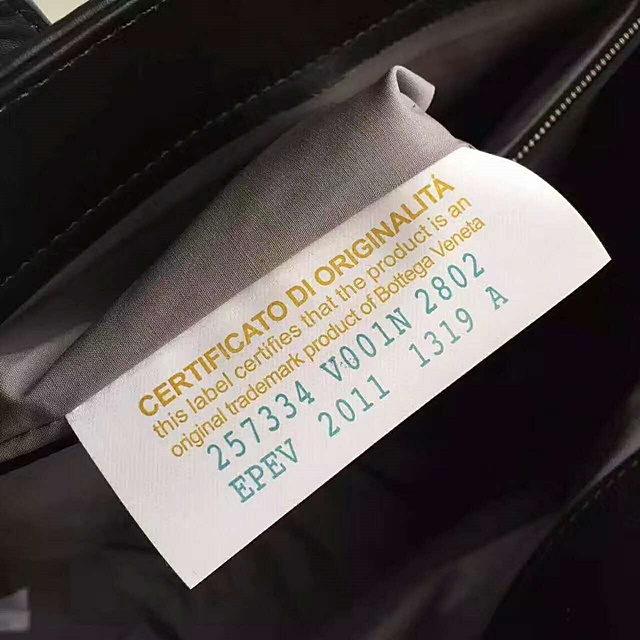 CERTIFICATO DI ORIGINALITÀ
this label certifies that the product is an
original trademark product of Bottega Veneta
257334 V001N 2802
EPEV 2011 1319 A